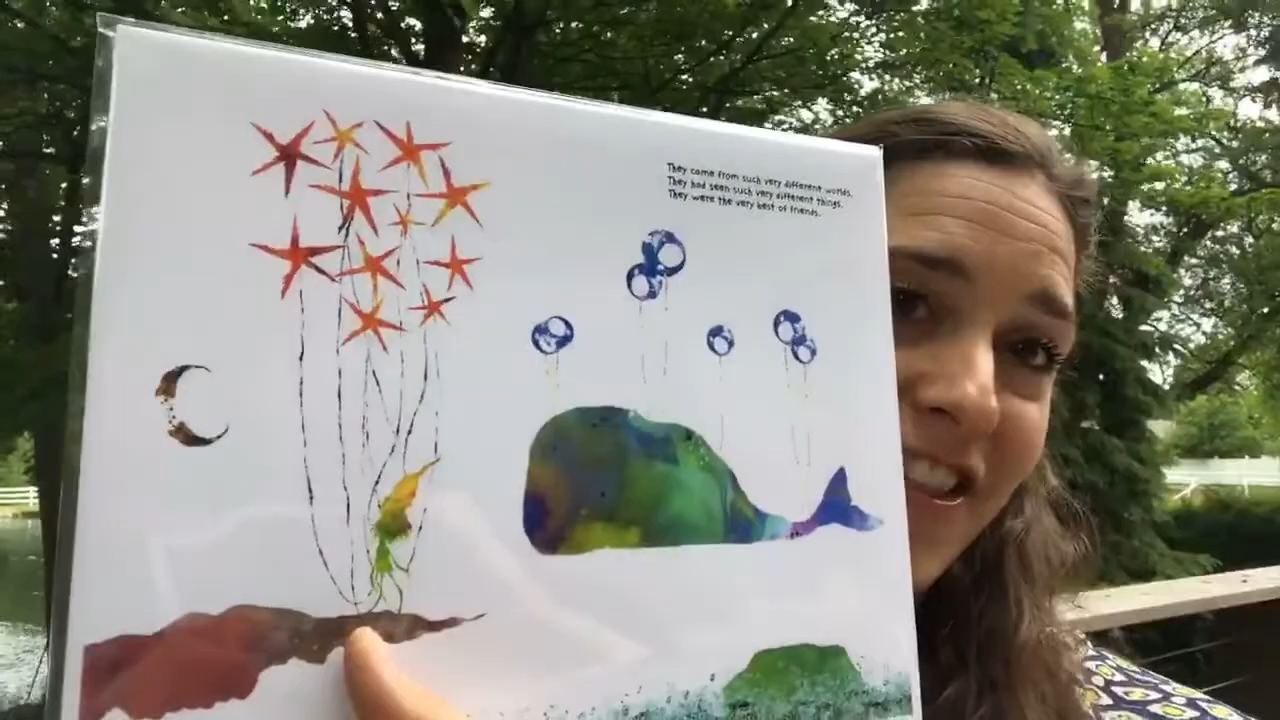 They come from such very different worlds.
They had seen such very different things.
They were the very best of friends.